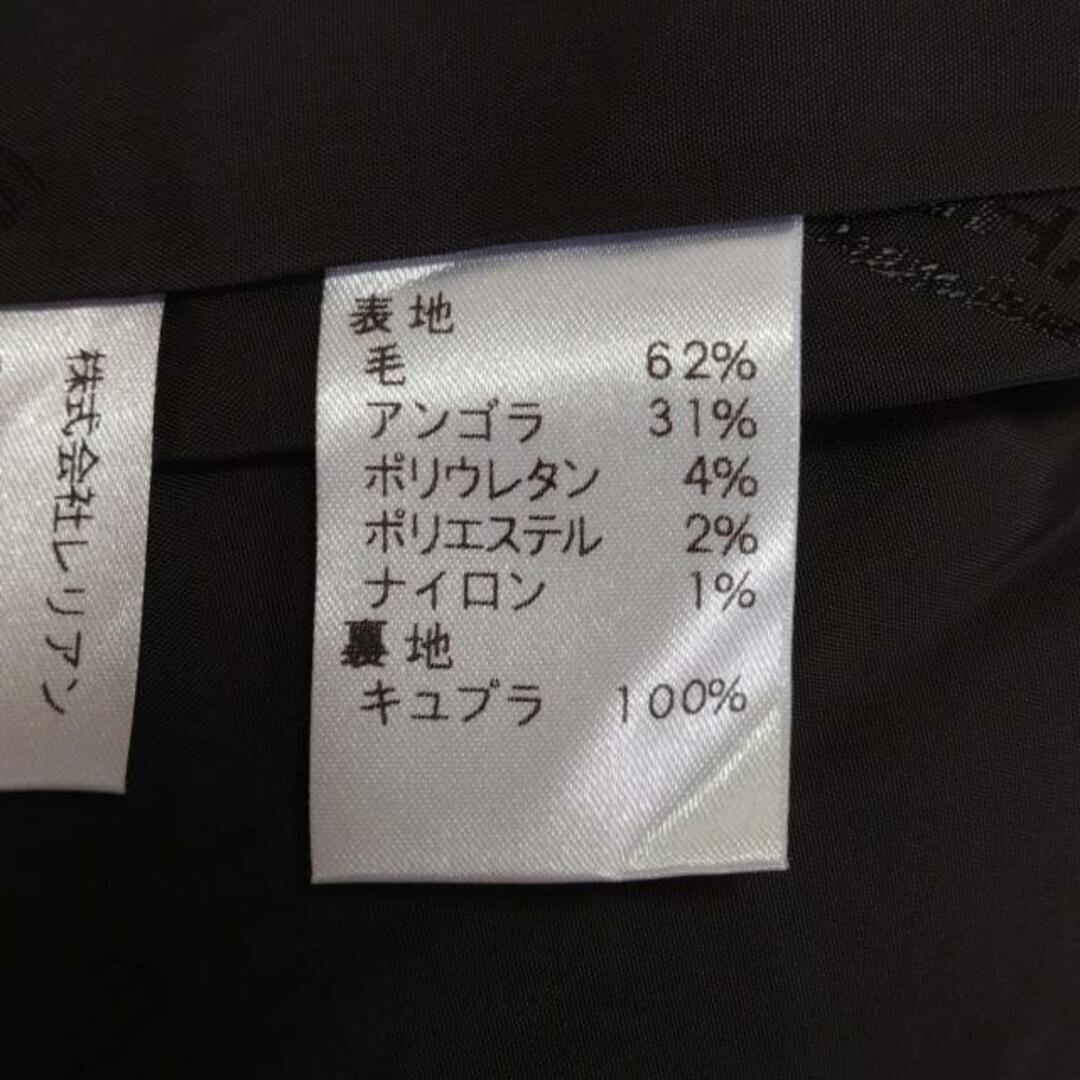 表地
毛 62%
アンゴラ 31%
ポリウレタン 4%
ポリエステル 2%
ナイロン 1%
裏地
キュプラ 100%
株式会社レリアン